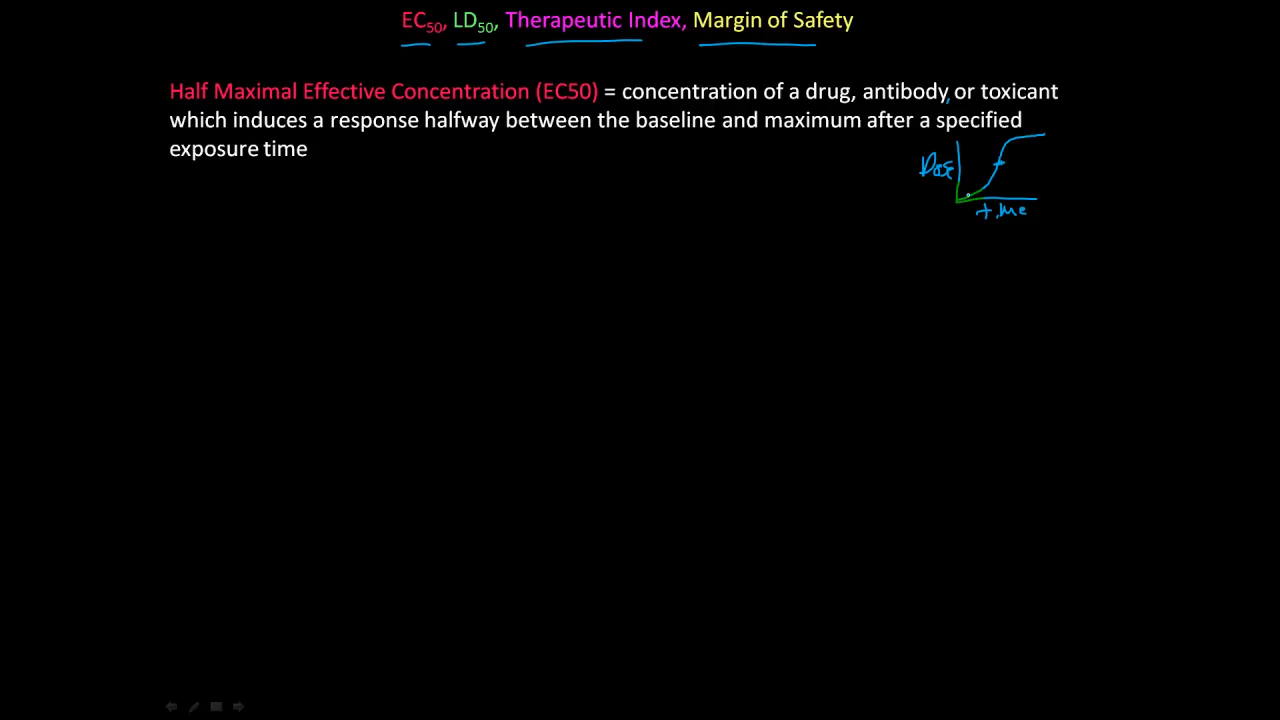 EC50, LD50, Therapeutic Index, Margin of Safety
Half Maximal Effective Concentration (EC50) = concentration of a drug, antibody, or toxicant
which induces a response halfway between the baseline and maximum after a specified
exposure time
Dose
time